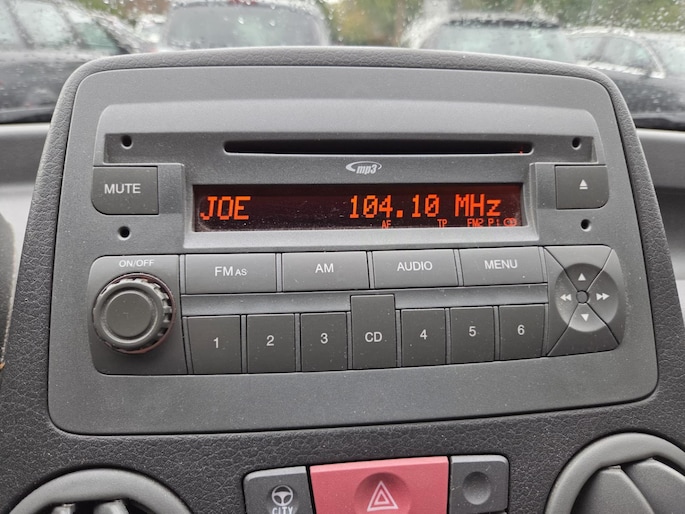 mp3
MUTE
JOE 104.10 MHz
AF TP FM2 P: CD
ON/OFF
FM AS AM AUDIO MENU
1 2 3 CD 4 5 6
CITY